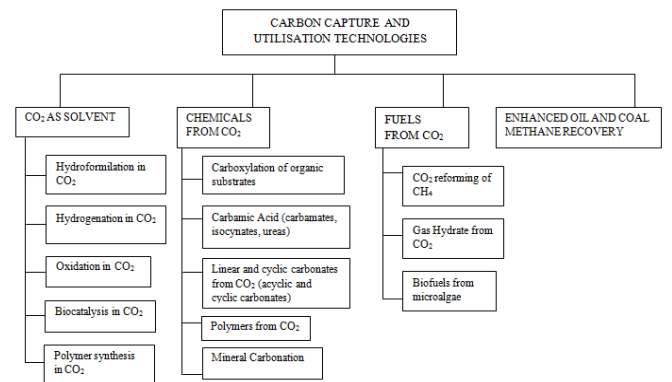 CARBON CAPTURE AND
UTILISATION TECHNOLOGIES
CO₂ AS SOLVENT
Hydroformilation in
CO₂
Hydrogenation in CO₂
Oxidation in CO₂
Biocatalysis in CO₂
Polymer synthesis
in CO₂
CHEMICALS
FROM CO₂
Carboxylation of organic
substrates
Carbamic Acid (carbamates,
isocynates, ureas)
Linear and cyclic carbonates
from CO₂ (acyclic and
cyclic carbonates)
Polymers from CO₂
Mineral Carbonation
FUELS
FROM CO₂
CO₂ reforming of
CH₄
Gas Hydrate from
CO₂
Biofuels from
microalgae
ENHANCED OIL AND COAL
METHANE RECOVERY